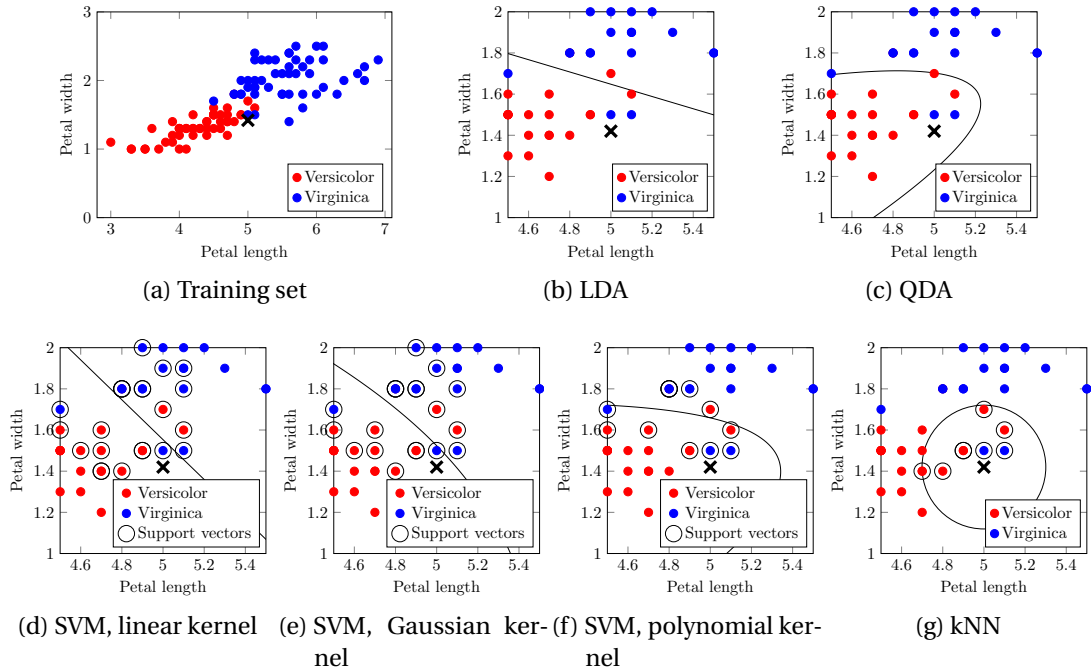 3
2
1
0
3 4 5 6 7
Petal width
Petal length
Versicolor
Virginica
(a) Training set
2
1.8
1.6
1.4
1.2
1
4.6 4.8 5 5.2 5.4
Petal width
Petal length
Versicolor
Virginica
(b) LDA
2
1.8
1.6
1.4
1.2
1
4.6 4.8 5 5.2 5.4
Petal width
Petal length
Versicolor
Virginica
(c) QDA
2
1.8
1.6
1.4
1.2
1
4.6 4.8 5 5.2 5.4
Petal width
Petal length
Versicolor
Virginica
Support vectors
(d) SVM, linear kernel
2
1.8
1.6
1.4
1.2
1
4.6 4.8 5 5.2 5.4
Petal width
Petal length
Versicolor
Virginica
Support vectors
(e) SVM, Gaussian ker-
nel
2
1.8
1.6
1.4
1.2
1
4.6 4.8 5 5.2 5.4
Petal width
Petal length
Versicolor
Virginica
Support vectors
(f) SVM, polynomial ker-
nel
2
1.8
1.6
1.4
1.2
1
4.6 4.8 5 5.2 5.4
Petal width
Petal length
Versicolor
Virginica
(g) kNN